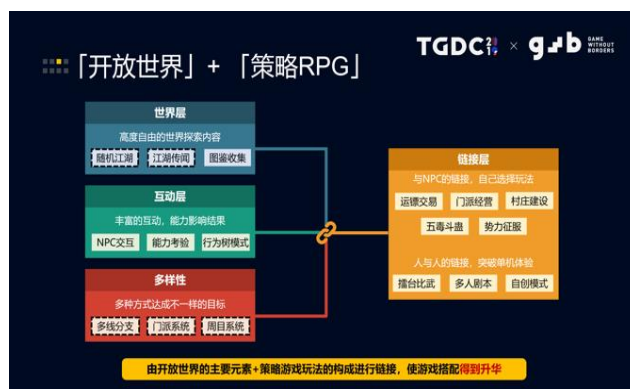 「开放世界」+「策略RPG」
TGDC 2019 × gwb GAME WITHOUT BORDERS
世界层
高度自由的世界探索内容
随机江湖 江湖传闻 图鉴收集
互动层
丰富的互动,能力影响结果
NPC交互 能力考验 行为树模式
多样性
多种方式达成不一样的目标
多线分支 门派系统 周目系统
链接层
与NPC的链接,自己选择玩法
运镖交易 门派经营 村庄建设
五毒斗蛊 势力征服
人与人的链接,突破单机体验
擂台比武 多人剧本 自创模式
由开放世界的主要元素+策略游戏玩法的构成进行链接,使游戏搭配得到升华